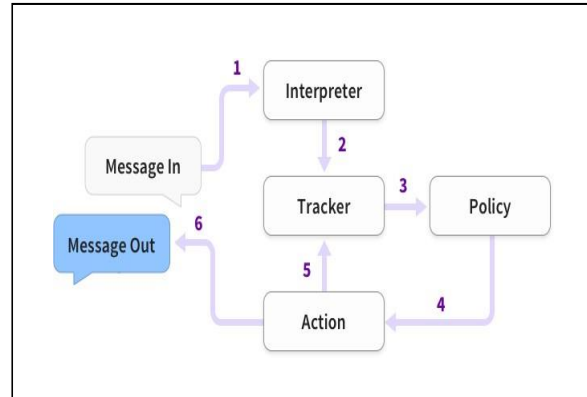 1
Interpreter
2
Message In
Tracker
3
Policy
6
Message Out
5
4
Action